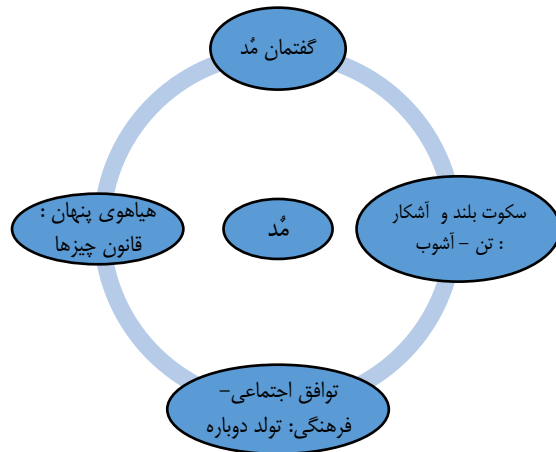 گفتمان مُد
سکوت بلند و آشکار
: تن – آشوب
مُد
هیاهوی پنهان :
قانون چیزها
توافق اجتماعی–
فرهنگی: تولد دوباره